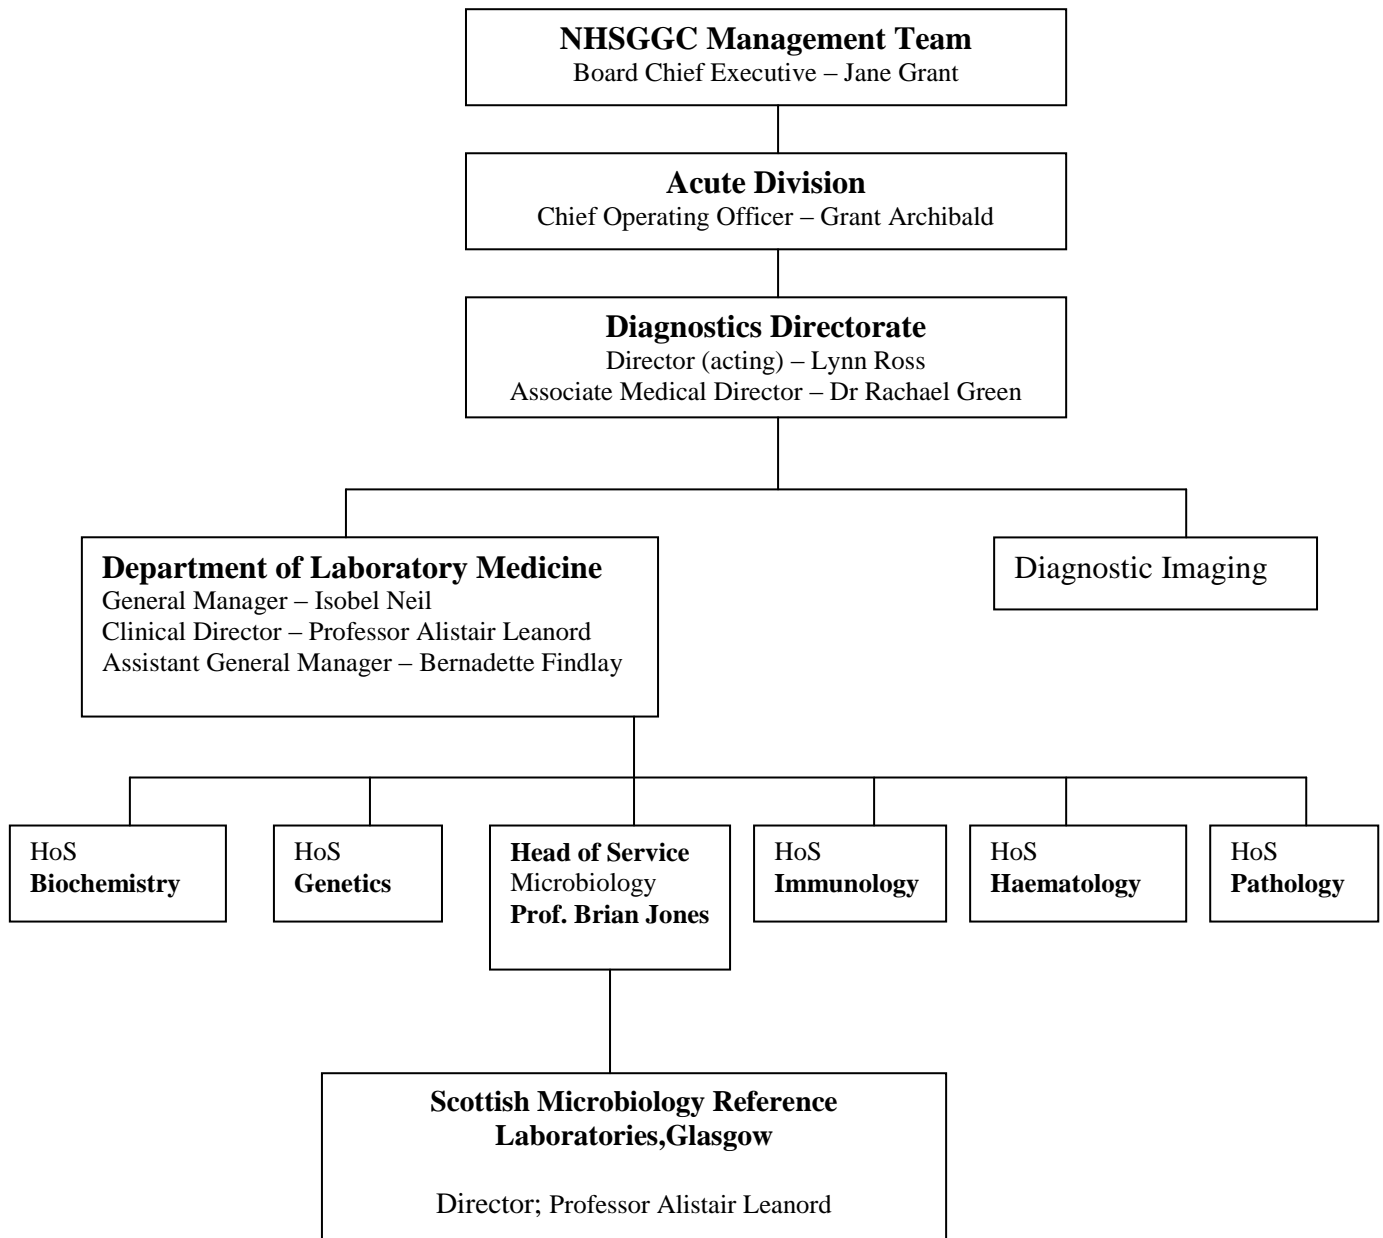 NHSGGC Management Team
Board Chief Executive – Jane Grant
Acute Division
Chief Operating Officer – Grant Archibald
Diagnostics Directorate
Director (acting) – Lynn Ross
Associate Medical Director – Dr Rachael Green
Department of Laboratory Medicine
General Manager – Isobel Neil
Clinical Director – Professor Alistair Leanord
Assistant General Manager – Bernadette Findlay
Diagnostic Imaging
HoS
Biochemistry
HoS
Genetics
Head of Service
Microbiology
Prof. Brian Jones
HoS
Immunology
HoS
Haematology
HoS
Pathology
Scottish Microbiology Reference
Laboratories,Glasgow
Director; Professor Alistair Leanord